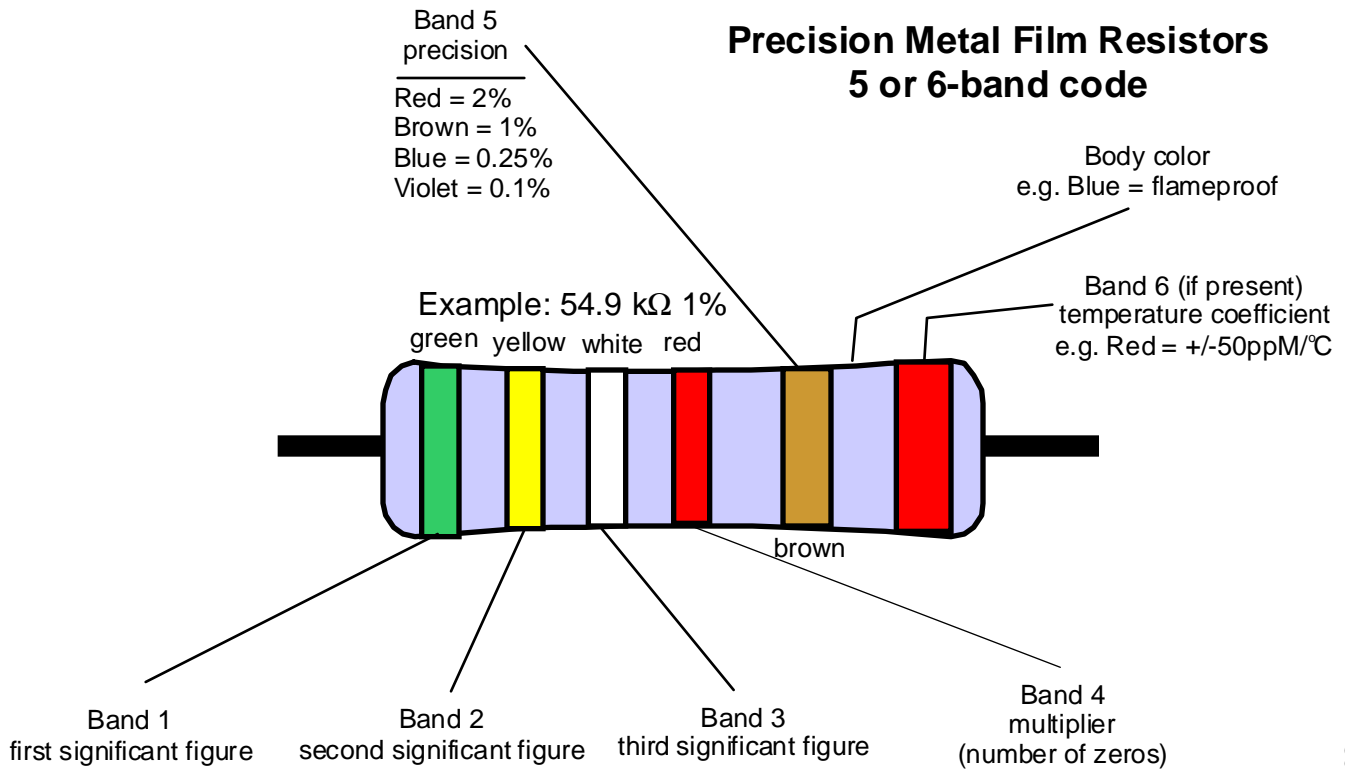 Precision Metal Film Resistors
5 or 6-band code
Band 5
precision
Red = 2%
Brown = 1%
Blue = 0.25%
Violet = 0.1%
Body color
e.g. Blue = flameproof
Band 6 (if present)
temperature coefficient
e.g. Red = +/-50ppM/°C
Example: 54.9 kΩ 1%
green yellow white red
brown
Band 1
first significant figure
Band 2
second significant figure
Band 3
third significant figure
Band 4
multiplier
(number of zeros)